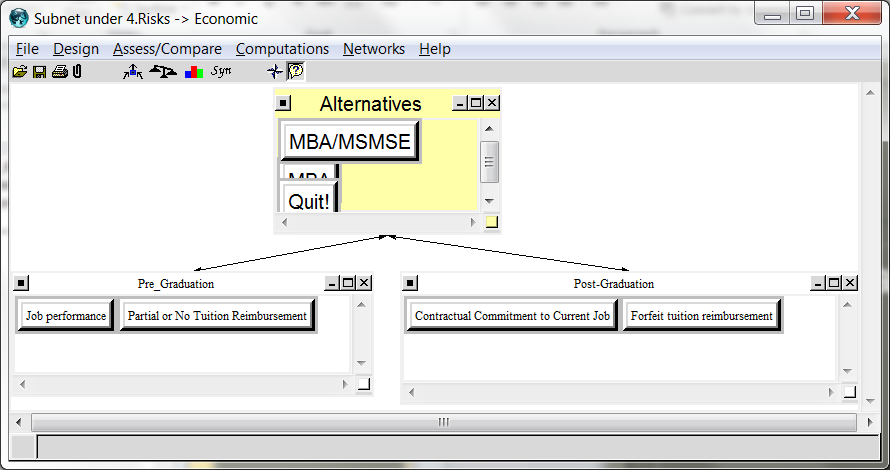 Subnet under 4.Risks -> Economic
File Design Assess/Compare Computations Networks Help
Syn
Alternatives
MBA/MSMSE
MBA
Quit!
Pre_Graduation
Job performance
Partial or No Tuition Reimbursement
Post-Graduation
Contractual Commitment to Current Job
Forfeit tuition reimbursement